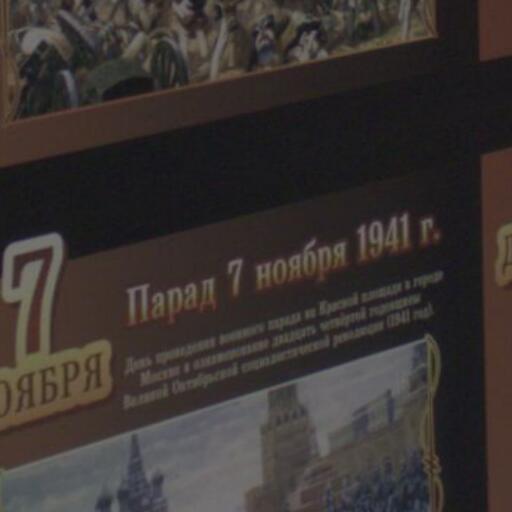 7
НОЯБРЯ
Парад 7 ноября 1941 г.
День проведения военного парада на Красной площади в городе
Москве в ознаменование двадцать четвёртой годовщины
Великой Октябрьской социалистической революции (1941 год).